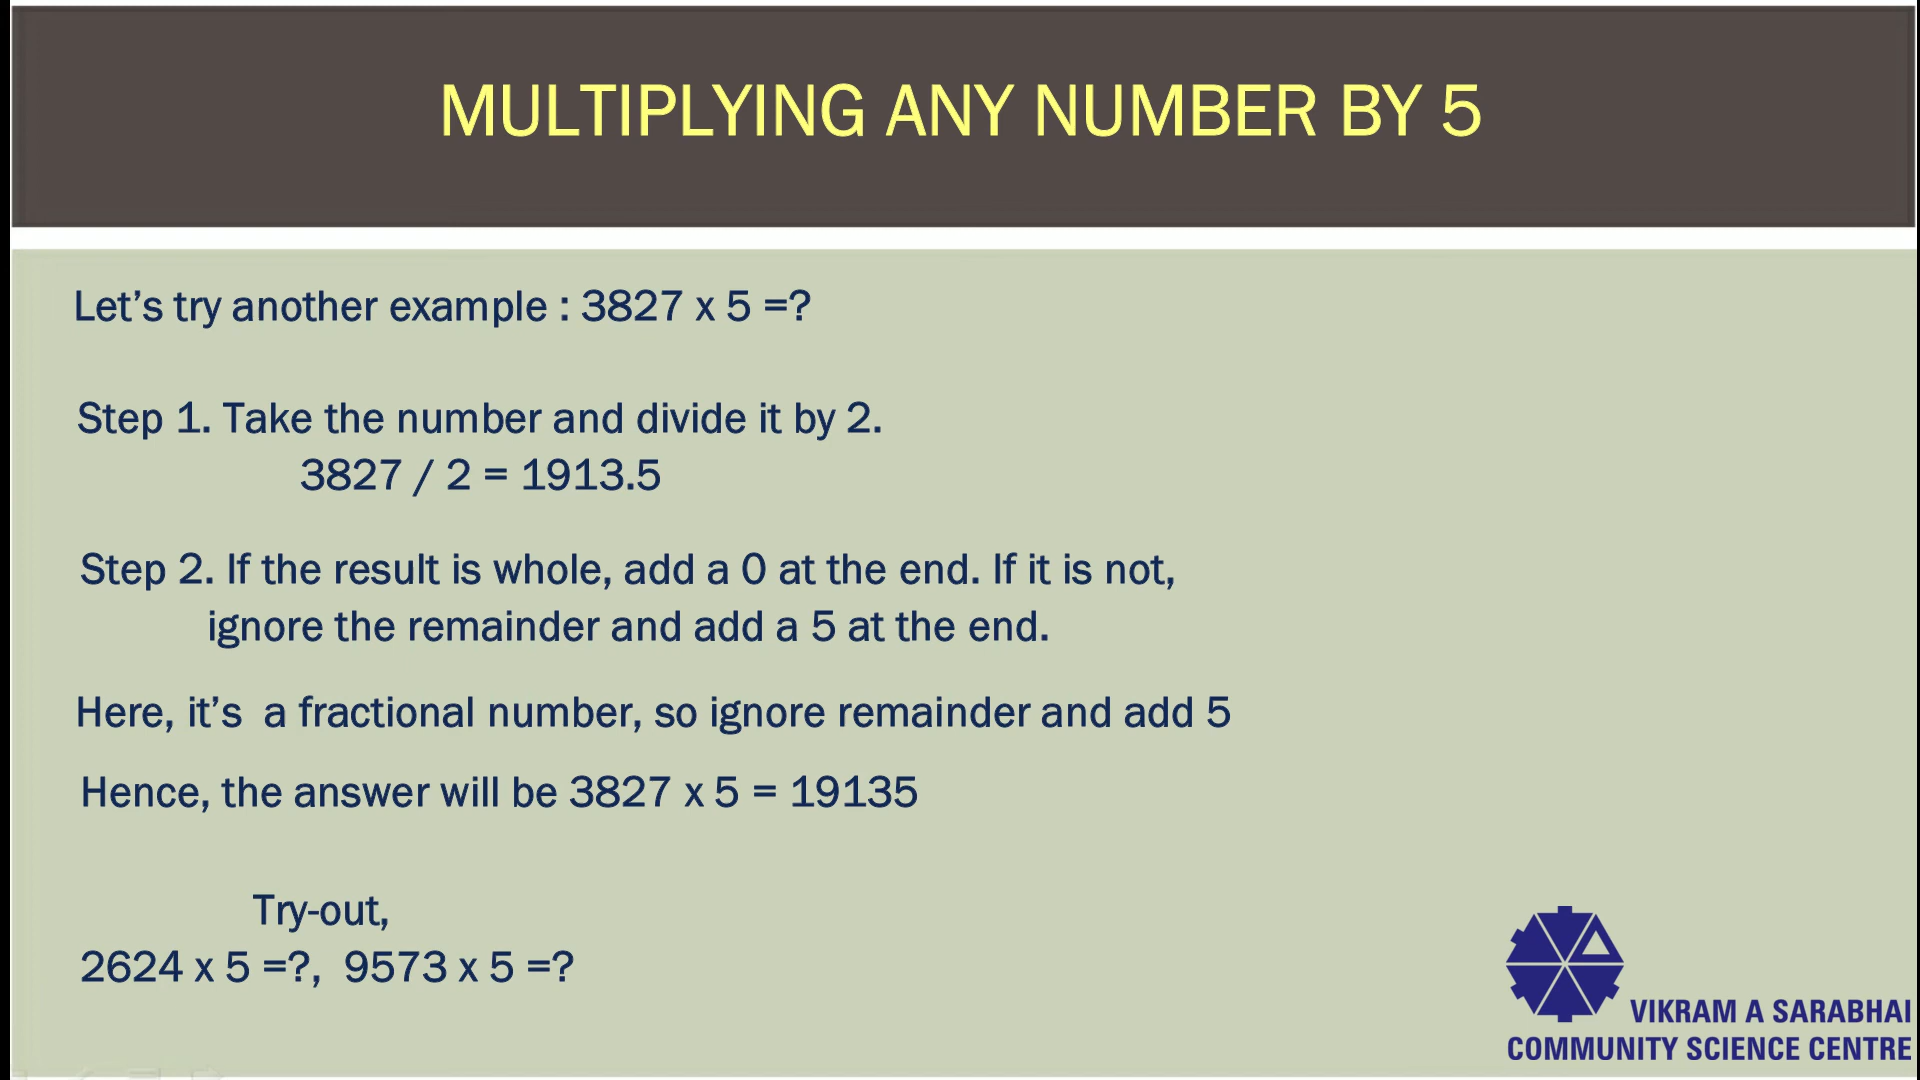 MULTIPLYING ANY NUMBER BY 5
Let’s try another example : 3827 x 5 =?
Step 1. Take the number and divide it by 2.
3827 / 2 = 1913.5
Step 2. If the result is whole, add a 0 at the end. If it is not,
ignore the remainder and add a 5 at the end.
Here, it’s  a fractional number, so ignore remainder and add 5
Hence, the answer will be 3827 x 5 = 19135
Try-out,
2624 x 5 =?,  9573 x 5 =?
VIKRAM A SARABHAI
COMMUNITY SCIENCE CENTRE